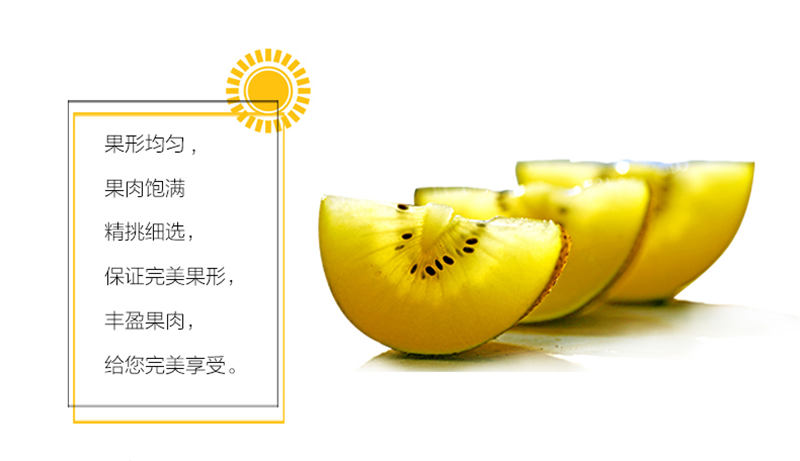 果形均匀，
果肉饱满
精挑细选，
保证完美果形，
丰盈果肉，
给您完美享受。